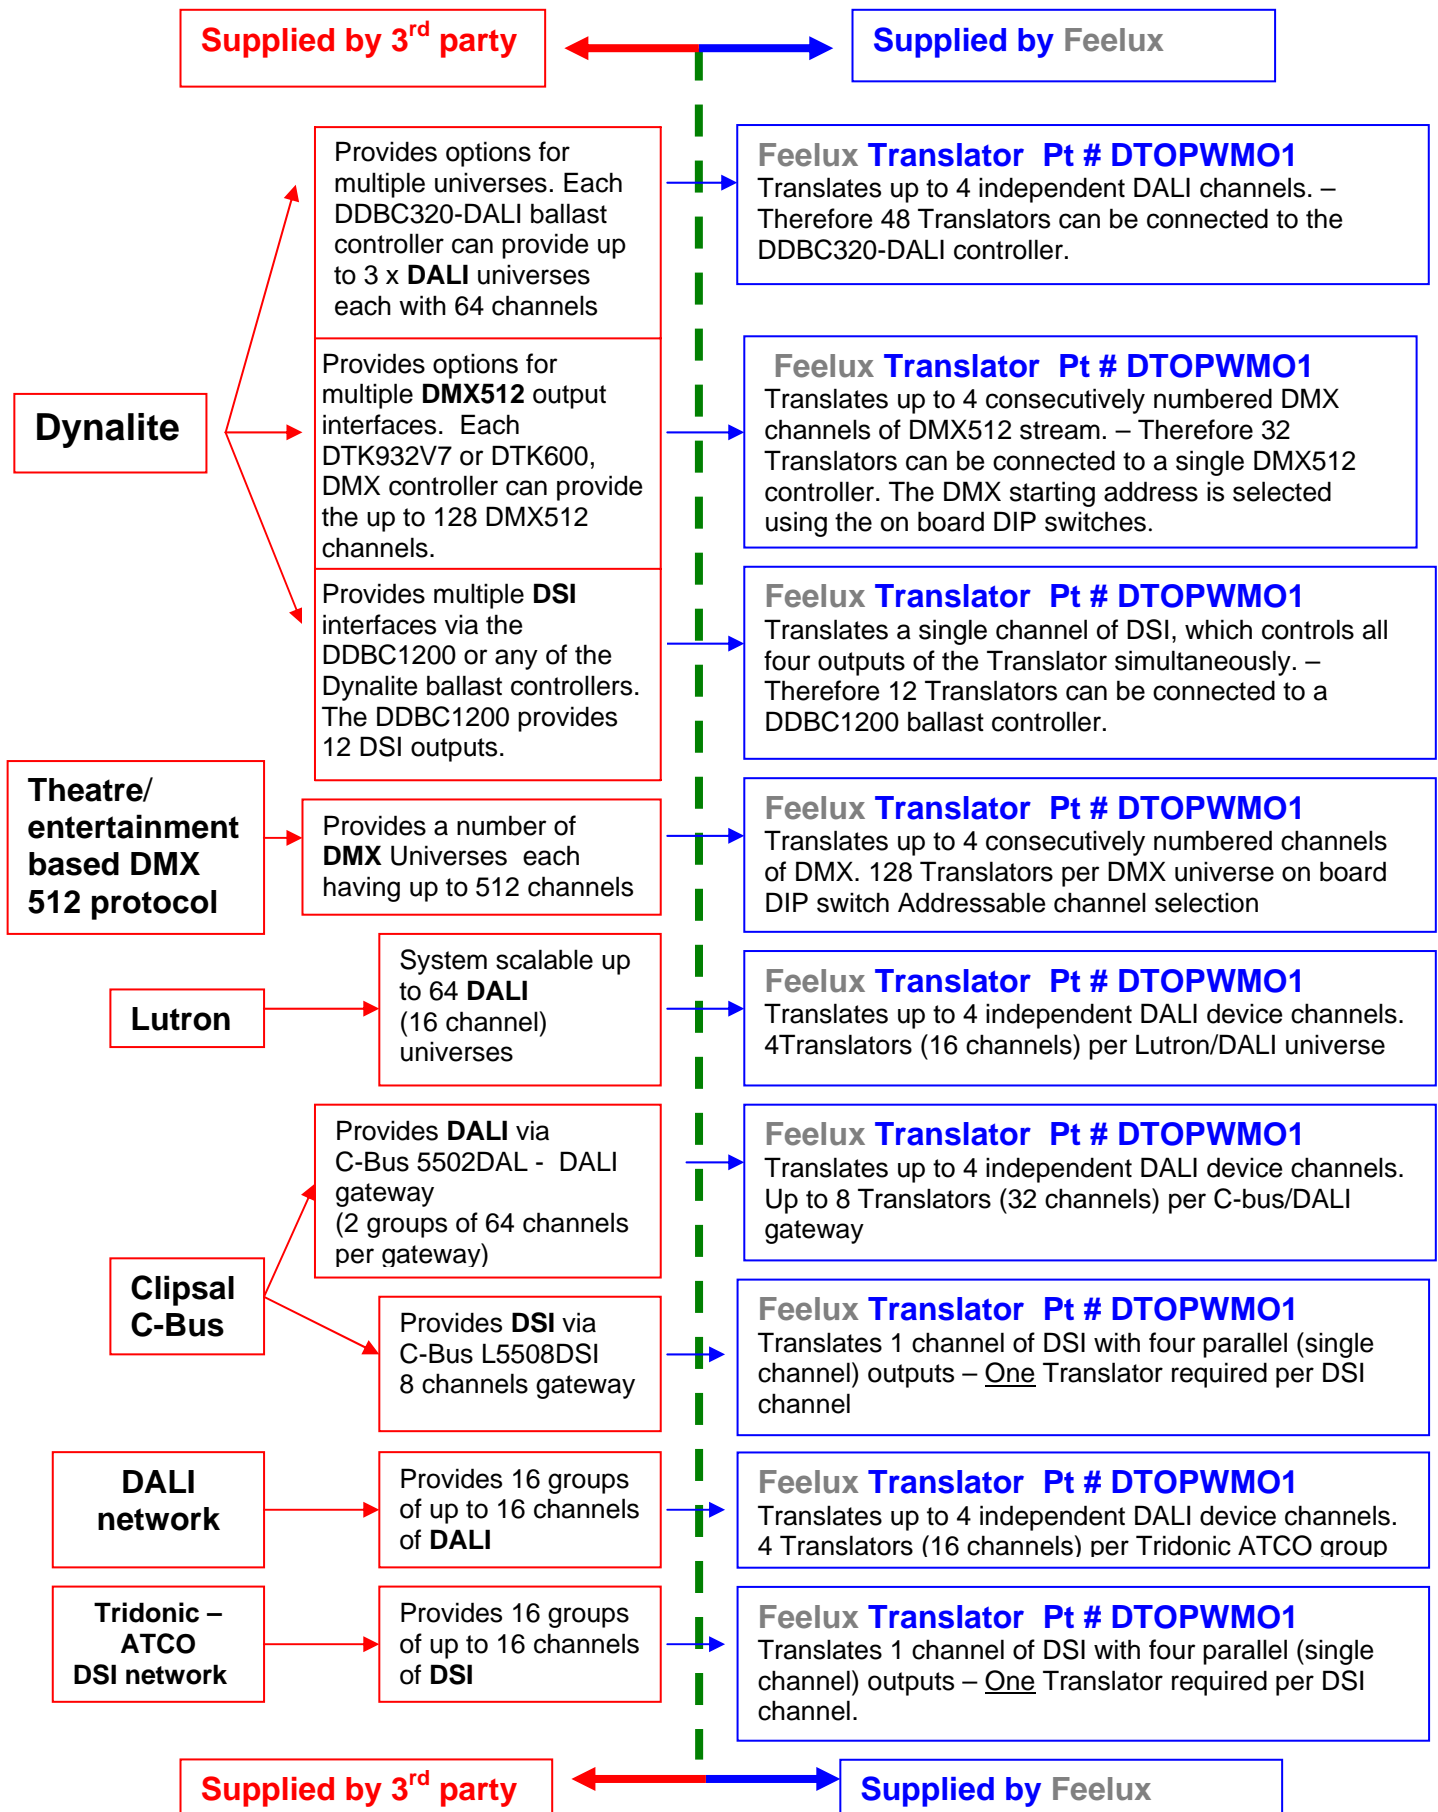 Supplied by 3rd party
Supplied by Feelux
Provides options for
multiple universes. Each
DDBC320-DALI ballast
controller can provide up
to 3 x DALI universes
each with 64 channels
Feelux Translator Pt # DTOPWMO1
Translates up to 4 independent DALI channels. –
Therefore 48 Translators can be connected to the
DDBC320-DALI controller.
Dynalite
Provides options for
multiple DMX512 output
interfaces. Each
DTK932V7 or DTK600,
DMX controller can provide
the up to 128 DMX512
channels.
Feelux Translator Pt # DTOPWMO1
Translates up to 4 consecutively numbered DMX
channels of DMX512 stream. – Therefore 32
Translators can be connected to a single DMX512
controller. The DMX starting address is selected
using the on board DIP switches.
Provides multiple DSI
interfaces via the
DDBC1200 or any of the
Dynalite ballast controllers.
The DDBC1200 provides
12 DSI outputs.
Feelux Translator Pt # DTOPWMO1
Translates a single channel of DSI, which controls all
four outputs of the Translator simultaneously. –
Therefore 12 Translators can be connected to a
DDBC1200 ballast controller.
Theatre/
entertainment
based DMX
512 protocol
Provides a number of
DMX Universes each
having up to 512 channels
Feelux Translator Pt # DTOPWMO1
Translates up to 4 consecutively numbered channels
of DMX. 128 Translators per DMX universe on board
DIP switch Addressable channel selection
Lutron
System scalable up
to 64 DALI
(16 channel)
universes
Feelux Translator Pt # DTOPWMO1
Translates up to 4 independent DALI device channels.
4Translators (16 channels) per Lutron/DALI universe
Clipsal
C-Bus
Provides DALI via
C-Bus 5502DAL - DALI
gateway
(2 groups of 64 channels
per gateway)
Feelux Translator Pt # DTOPWMO1
Translates up to 4 independent DALI device channels.
Up to 8 Translators (32 channels) per C-bus/DALI
gateway
Provides DSI via
C-Bus L5508DSI
8 channels gateway
Feelux Translator Pt # DTOPWMO1
Translates 1 channel of DSI with four parallel (single
channel) outputs – One Translator required per DSI
channel
DALI
network
Provides 16 groups
of up to 16 channels
of DALI
Feelux Translator Pt # DTOPWMO1
Translates up to 4 independent DALI device channels.
4 Translators (16 channels) per Tridonic ATCO group
Tridonic –
ATCO
DSI network
Provides 16 groups
of up to 16 channels
of DSI
Feelux Translator Pt # DTOPWMO1
Translates 1 channel of DSI with four parallel (single
channel) outputs – One Translator required per DSI
channel.
Supplied by 3rd party
Supplied by Feelux